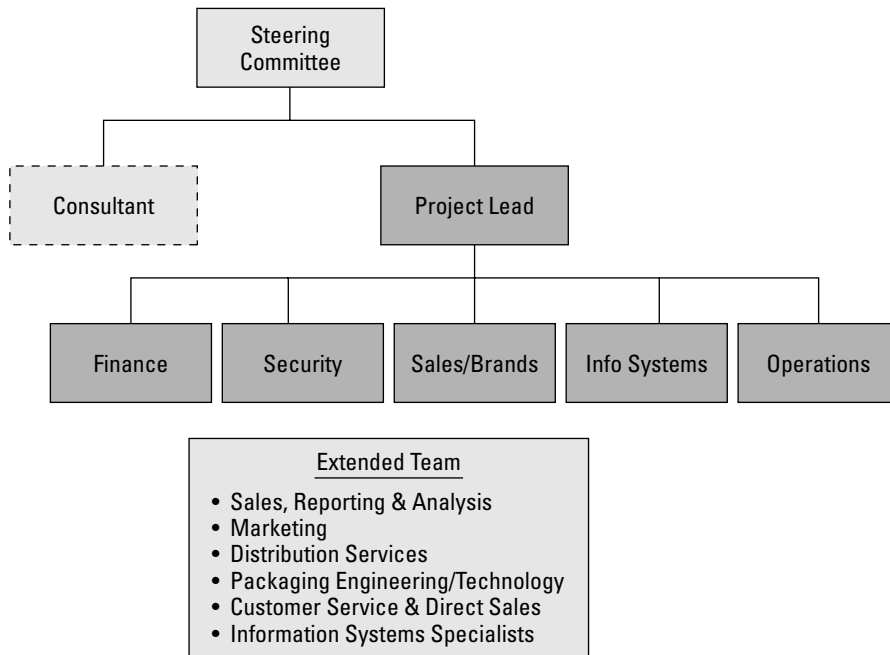 Steering
Committee
Consultant
Project Lead
Finance
Security
Sales/Brands
Info Systems
Operations
Extended Team
• Sales, Reporting & Analysis
• Marketing
• Distribution Services
• Packaging Engineering/Technology
• Customer Service & Direct Sales
• Information Systems Specialists